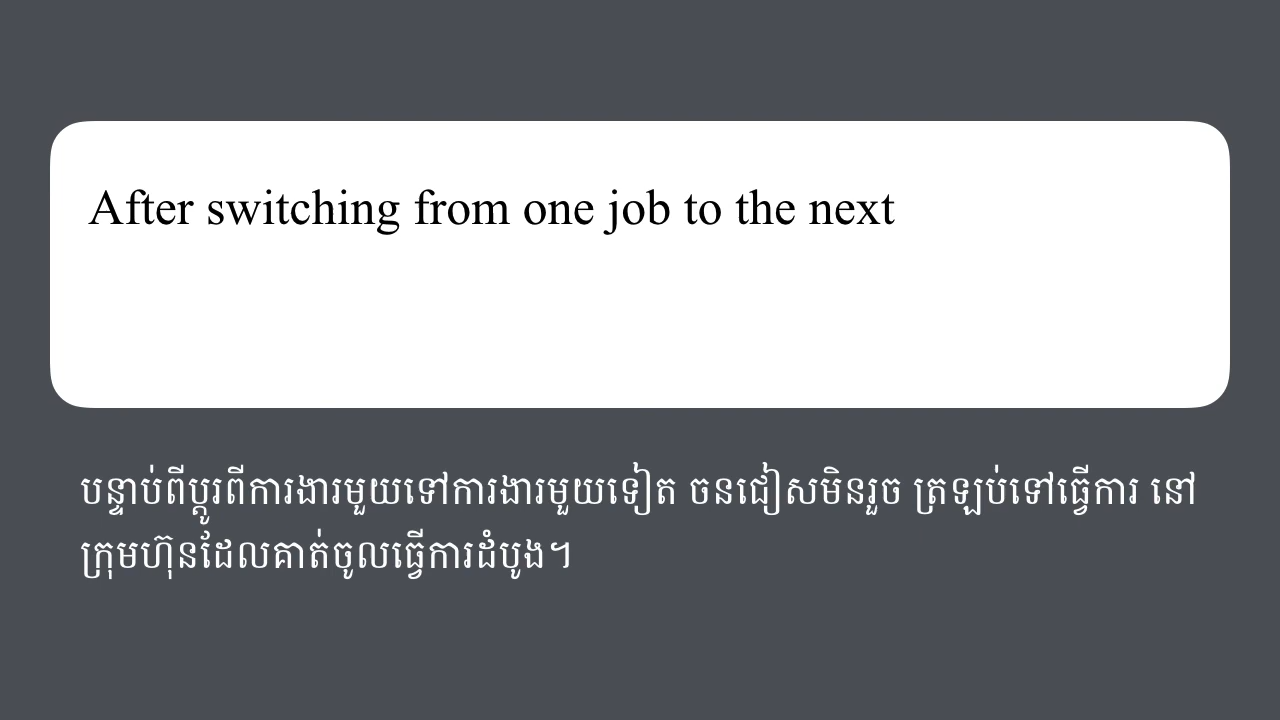 After switching from one job to the next
បន្ទាប់ពីប្តូរពីការងារមួយទៅការងារមួយទៀត ចនជៀសមិនរួច ត្រឡប់ទៅធ្វើការ នៅ
ក្រុមហ៊ុនដែលគាត់ចូលធ្វើការដំបូង។